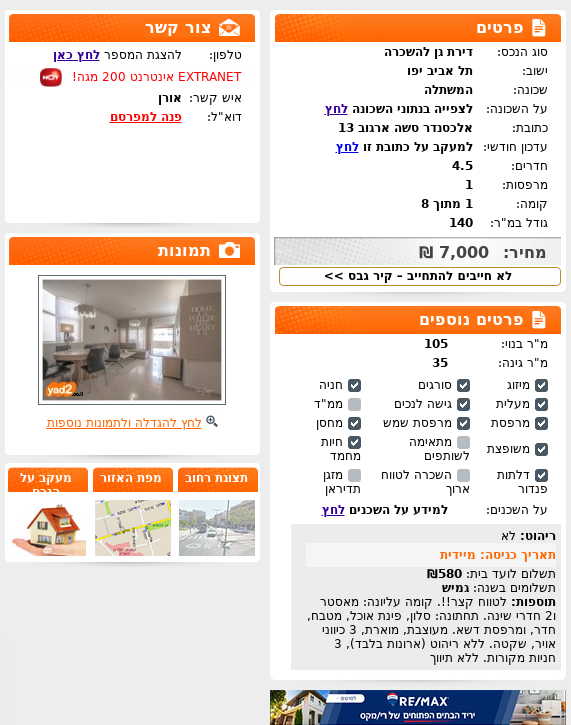 פרטים
סוג הנכס: דירת גן להשכרה
ישוב: תל אביב יפו
שכונה: המשתלה
על השכונה: לצפייה בנתוני השכונה לחץ
כתובת: אלכסנדר סשה ארגוב 13
עדכון חודשי: למעקב על כתובת זו לחץ
חדרים: 4.5
מרפסות: 1
קומה: 1 מתוך 8
גודל במ"ר: 140
מחיר: 7,000 ₪
לא חייבים להתחייב – קיר גבס >>
פרטים נוספים
מ"ר בנוי: 105
מ"ר גינה: 35
מיזוג סורגים חניה
מעלית גישה לנכים ממ"ד
מרפסת מרפסת שמש מחסן
משופצת מתאימה לשותפים חיות מחמד
דלתות פנדור השכרה לטווח ארוך מזגן תדיראן
על השכנים: למידע על השכנים לחץ
ריהוט: לא
תאריך כניסה: מיידית
תשלום לועד בית: 580₪
תשלומים בשנה: גמיש
תוספות: לטווח קצר!!. קומה עליונה: מאסטר
ו2 חדרי שינה. תחתונה: סלון, פינת אוכל, מטבח,
חדר, ומרפסת דשא. מעוצבת, מוארת, 3 כיווני
אויר, שקטה. ללא ריהוט (ארונות בלבד), 3
חניות מקורות. ללא תיווך
RE/MAX
יריד הבתים הפתוחים של רי/מקס
צור קשר
טלפון: להצגת המספר לחץ כאן
EXTRANET אינטרנט 200 מגה!
HOT
איש קשר: אורן
דוא"ל: פנה למפרסם
תמונות
HOME
WHERE
yad2
לחץ להגדלה ולתמונות נוספות
תצוגת רחוב
מפת האזור
מעקב על
הנכס